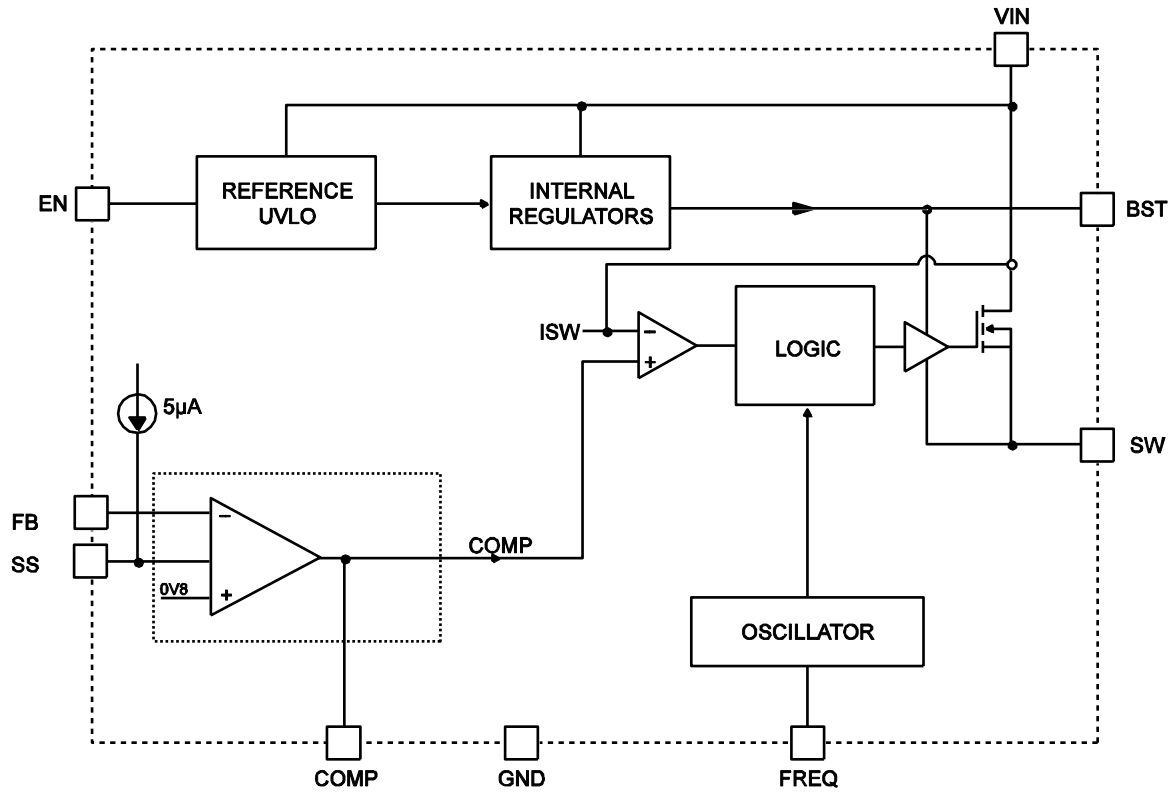 VIN
EN
REFERENCE
UVLO
INTERNAL
REGULATORS
BST
ISW
−
+
LOGIC
5µA
SW
FB
−
SS
0V8
+
COMP
OSCILLATOR
COMP
GND
FREQ